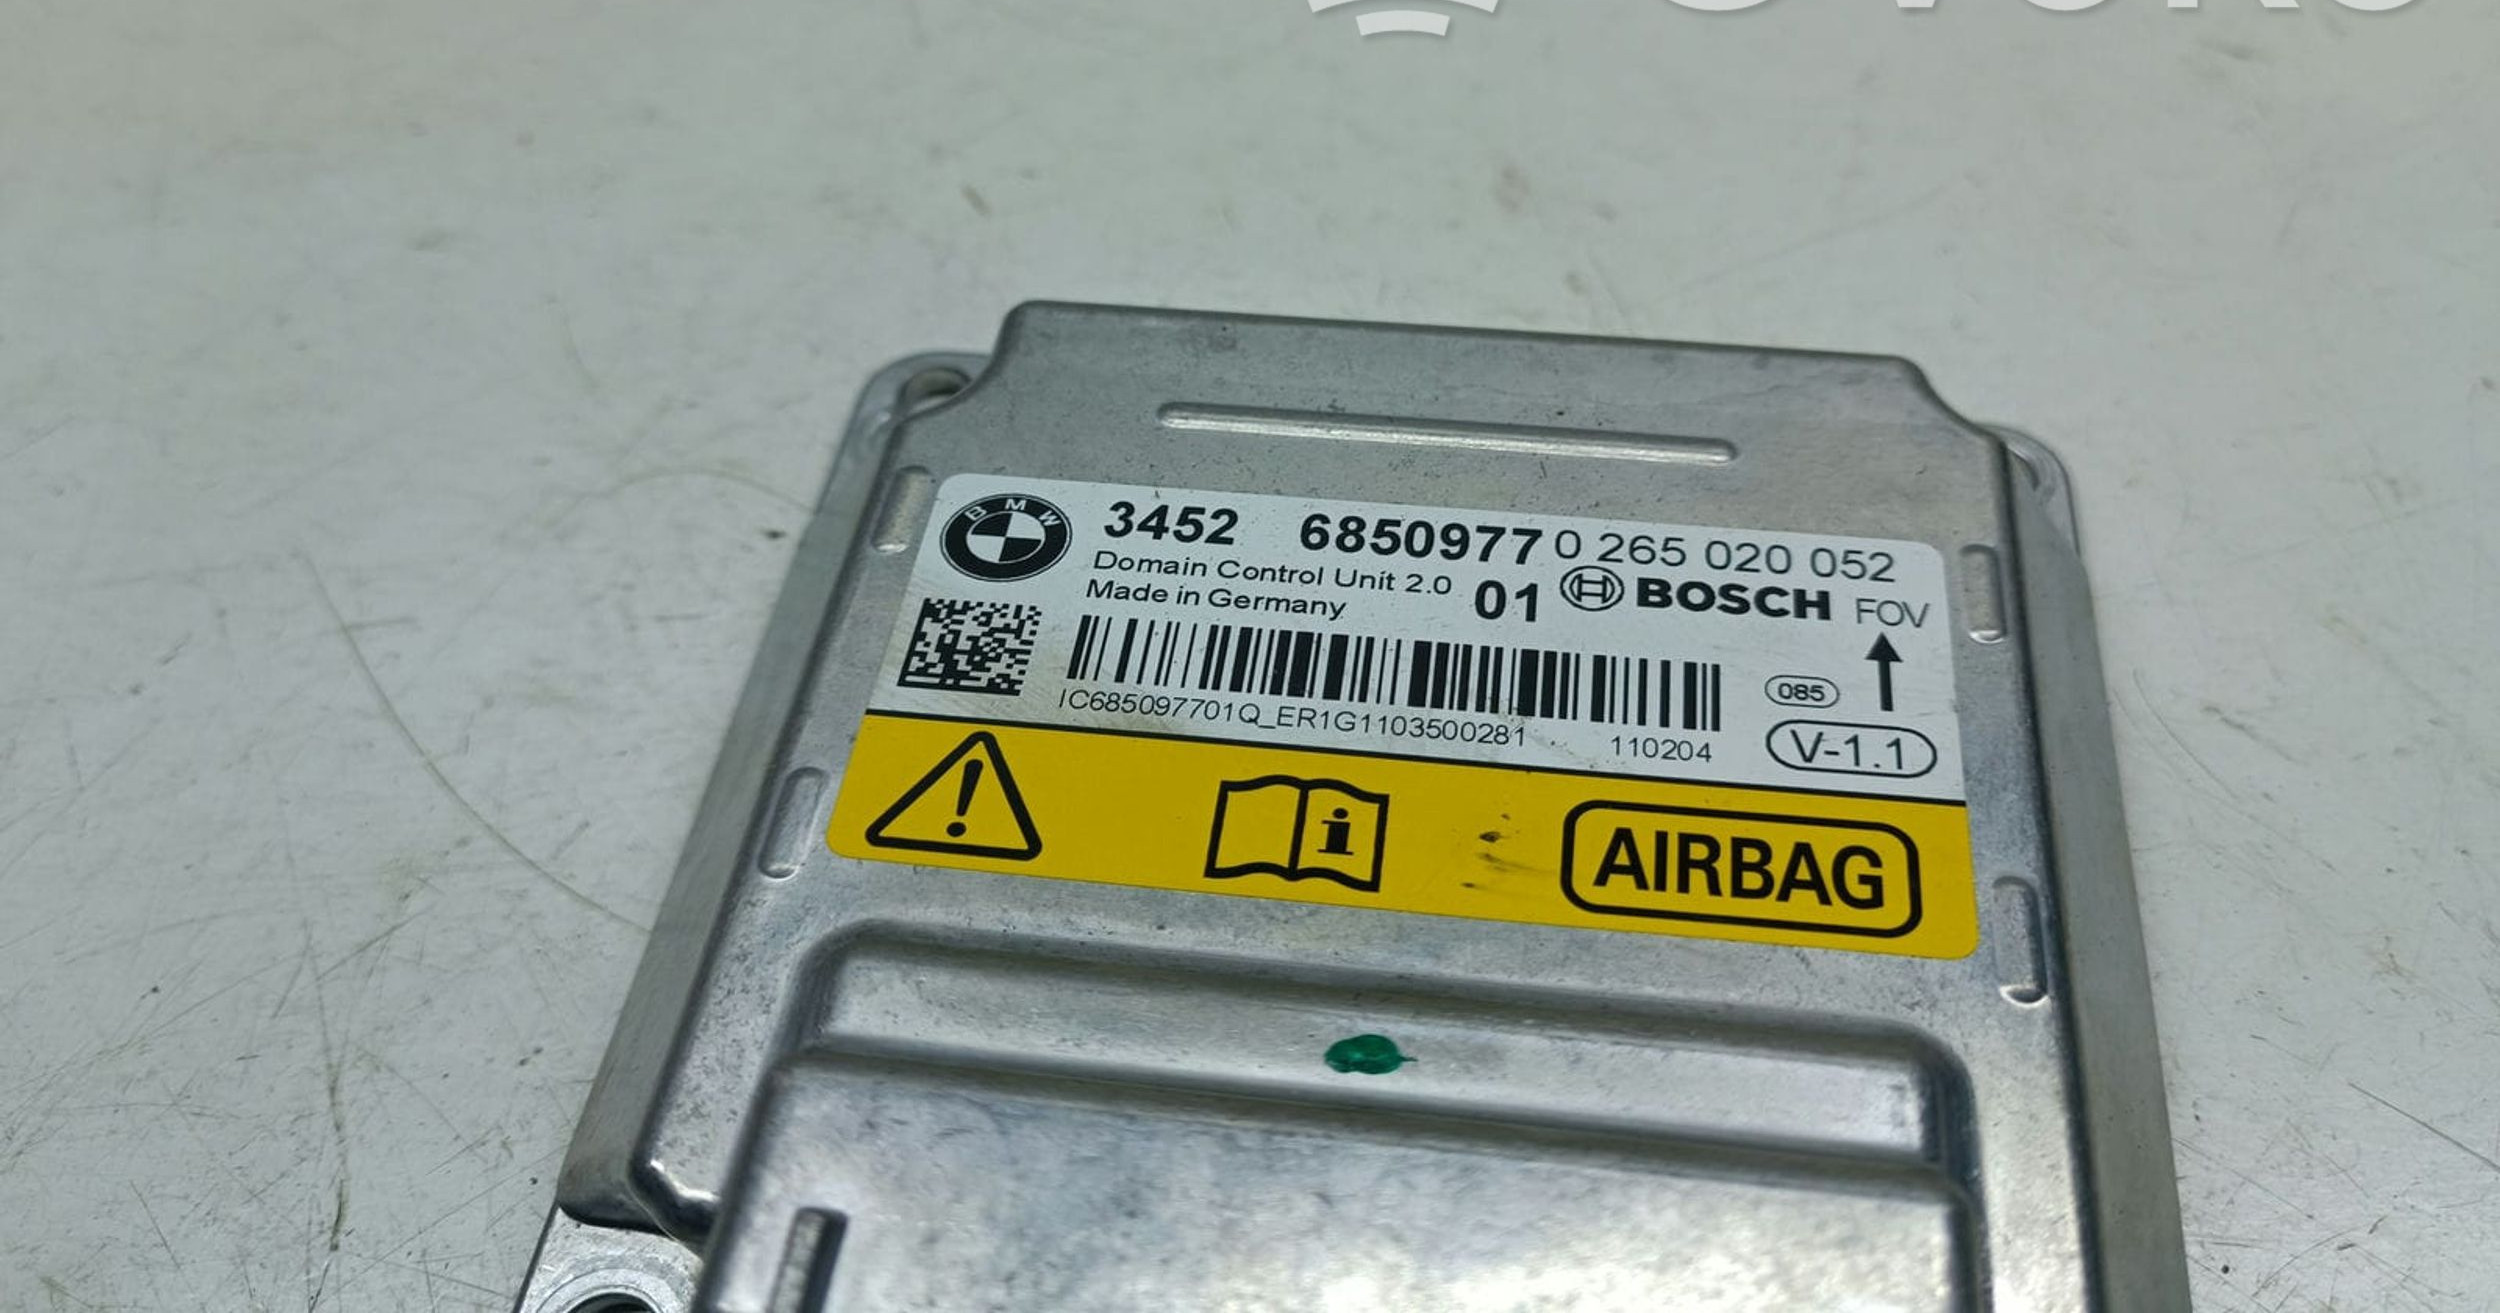 BMW
3452 6850977 0 265 020 052
Domain Control Unit 2.0 01 BOSCH FOV
Made in Germany
085
IC685097701Q_ER1G1103500281 110204
V-1.1
AIRBAG